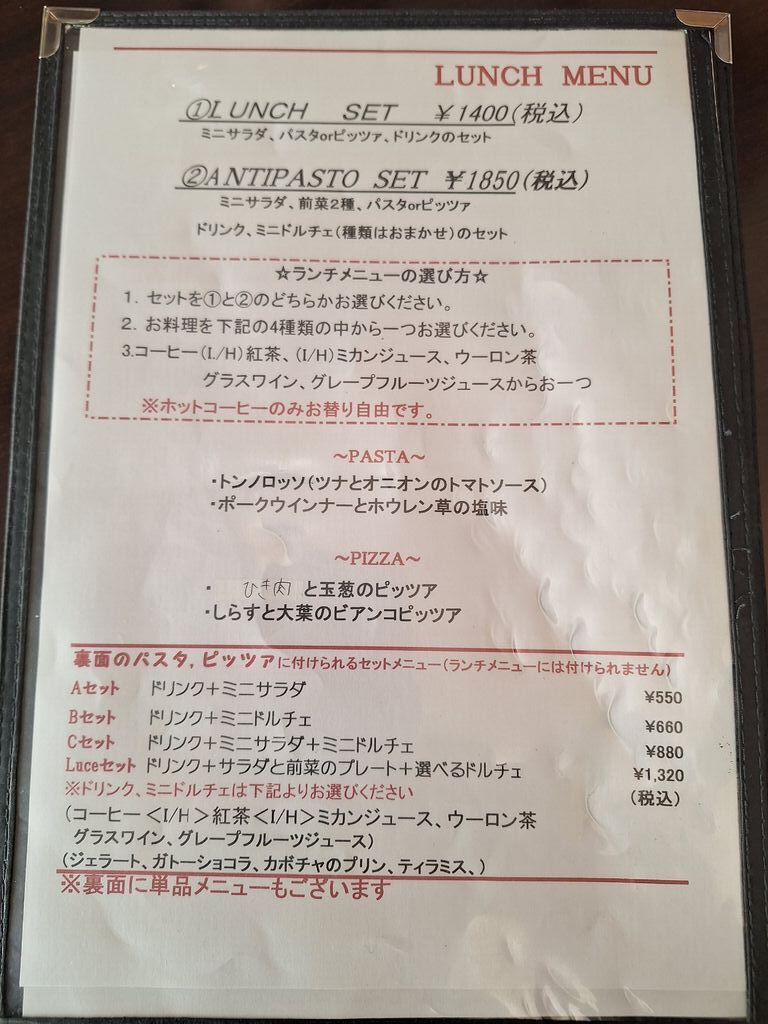 LUNCH MENU
①LUNCH SET ￥1400(税込)
ミニサラダ、パスタorピッツァ、ドリンクのセット
②ANTIPASTO SET ￥1850(税込)
ミニサラダ、前菜2種、パスタorピッツァ
ドリンク、ミニドルチェ(種類はおまかせ)のセット
☆ランチメニューの選び方☆
1. セットを①と②のどちらかお選びください。
2. お料理を下記の4種類の中から一つお選びください。
3.コーヒー(I/H)紅茶、(I/H)ミカンジュース、ウーロン茶
グラスワイン、グレープフルーツジュースからお一つ
※ホットコーヒーのみお替り自由です。
～PASTA～
・トンノロッソ(ツナとオニオンのトマトソース)
・ポークウインナーとホウレン草の塩味
～PIZZA～
・ ひき肉 と玉葱のピッツア
・しらすと大葉のビアンコピッツア
裏面のパスタ,ピッツァに付けられるセットメニュー(ランチメニューには付けられません)
Aセット ドリンク＋ミニサラダ ¥550
Bセット ドリンク＋ミニドルチェ ¥660
Cセット ドリンク＋ミニサラダ＋ミニドルチェ ¥880
Luceセット ドリンク＋サラダと前菜のプレート＋選べるドルチェ ¥1,320
※ドリンク、ミニドルチェは下記よりお選びください (税込)
(コーヒー＜I/H＞紅茶＜I/H＞ミカンジュース、ウーロン茶
グラスワイン、グレープフルーツジュース)
(ジェラート、ガトーショコラ、カボチャのプリン、ティラミス、)
※裏面に単品メニューもございます